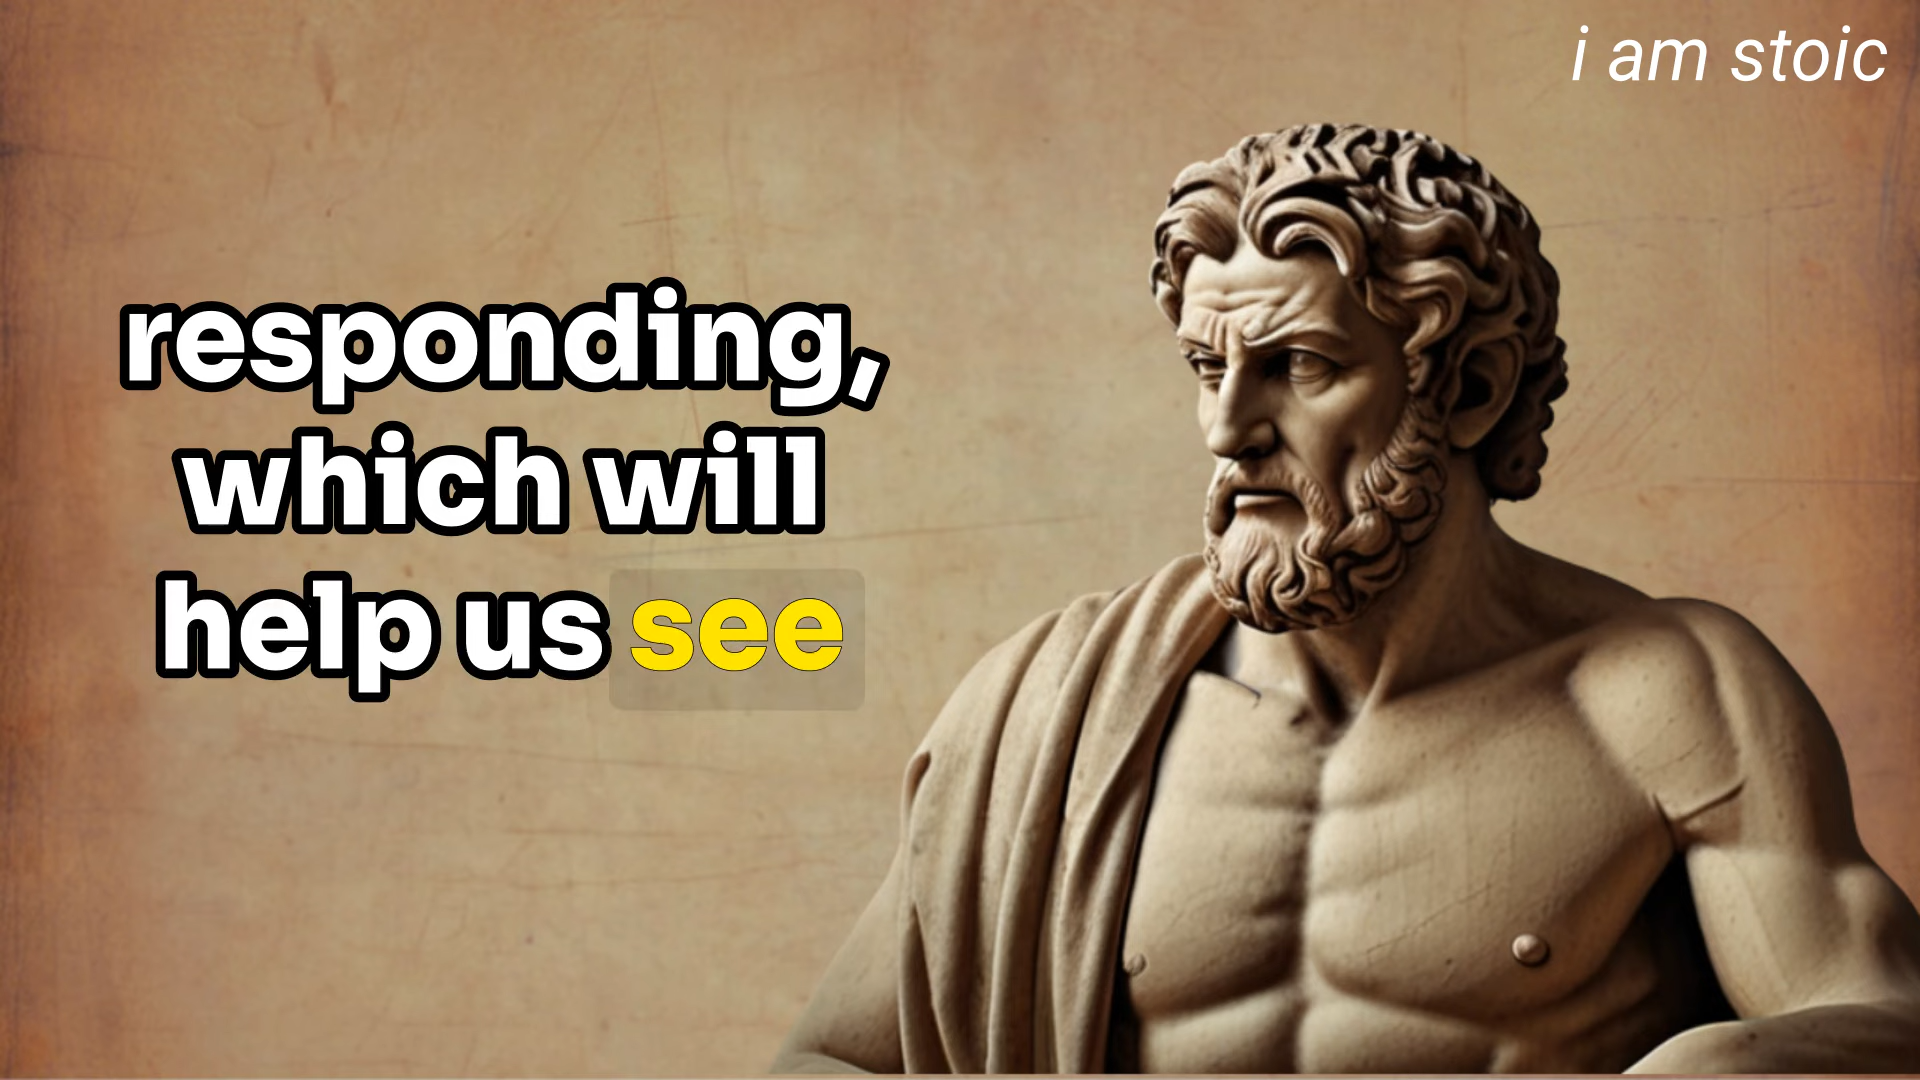 i am stoic
responding,
which will
help us see